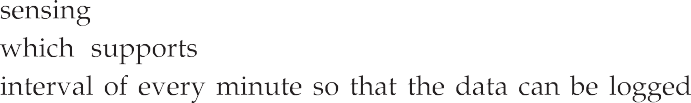 sensing
which supports
interval of every minute so that the data can be logged